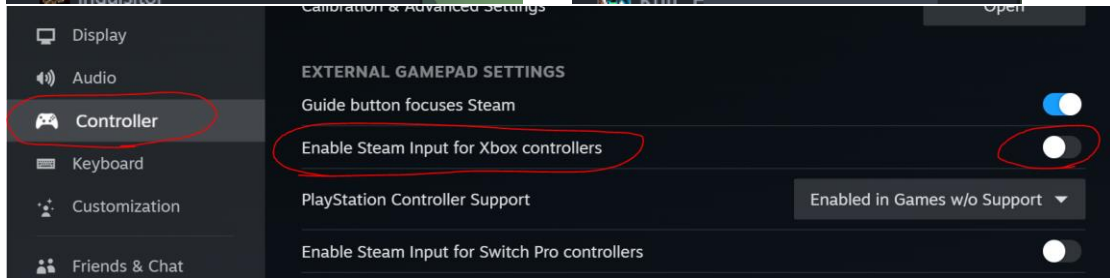 Inquisitor
Calibration & Advanced Settings
Open
Display
Audio
EXTERNAL GAMEPAD SETTINGS
Guide button focuses Steam
Controller
Enable Steam Input for Xbox controllers
Keyboard
Customization
PlayStation Controller Support
Enabled in Games w/o Support
Enable Steam Input for Switch Pro controllers
Friends & Chat